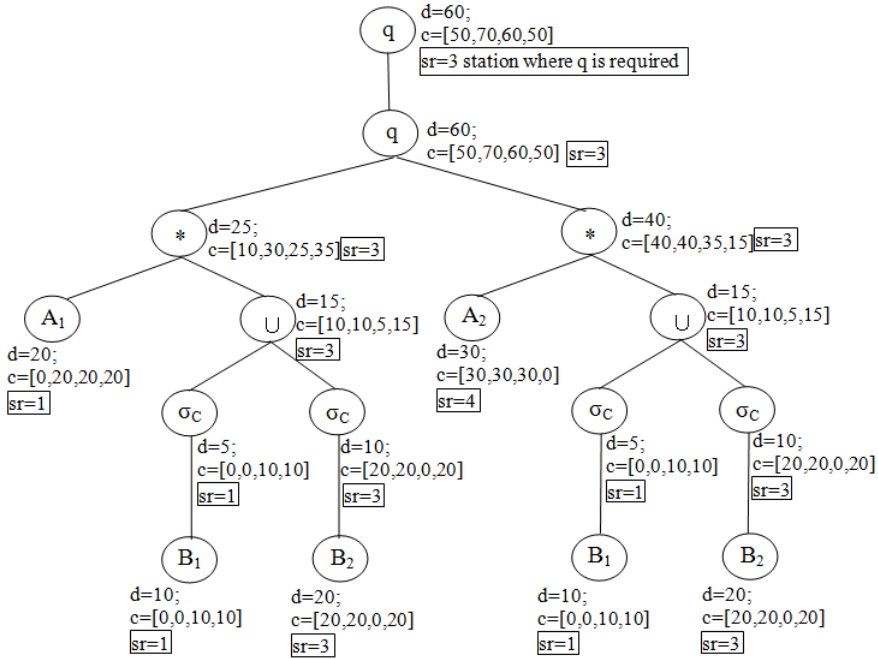 q
d=60;
c=[50,70,60,50]
sr=3 station where q is required
q
d=60;
c=[50,70,60,50] sr=3
*
d=25;
c=[10,30,25,35] sr=3
*
d=40;
c=[40,40,35,15] sr=3
A1
d=20;
c=[0,20,20,20]
sr=1
∪
d=15;
c=[10,10,5,15]
sr=3
A2
d=30;
c=[30,30,30,0]
sr=4
∪
d=15;
c=[10,10,5,15]
sr=3
σC
d=5;
c=[0,0,10,10]
sr=1
σC
d=10;
c=[20,20,0,20]
sr=3
σC
d=5;
c=[0,0,10,10]
sr=1
σC
d=10;
c=[20,20,0,20]
sr=3
B1
d=10;
c=[0,0,10,10]
sr=1
B2
d=20;
c=[20,20,0,20]
sr=3
B1
d=10;
c=[0,0,10,10]
sr=1
B2
d=20;
c=[20,20,0,20]
sr=3